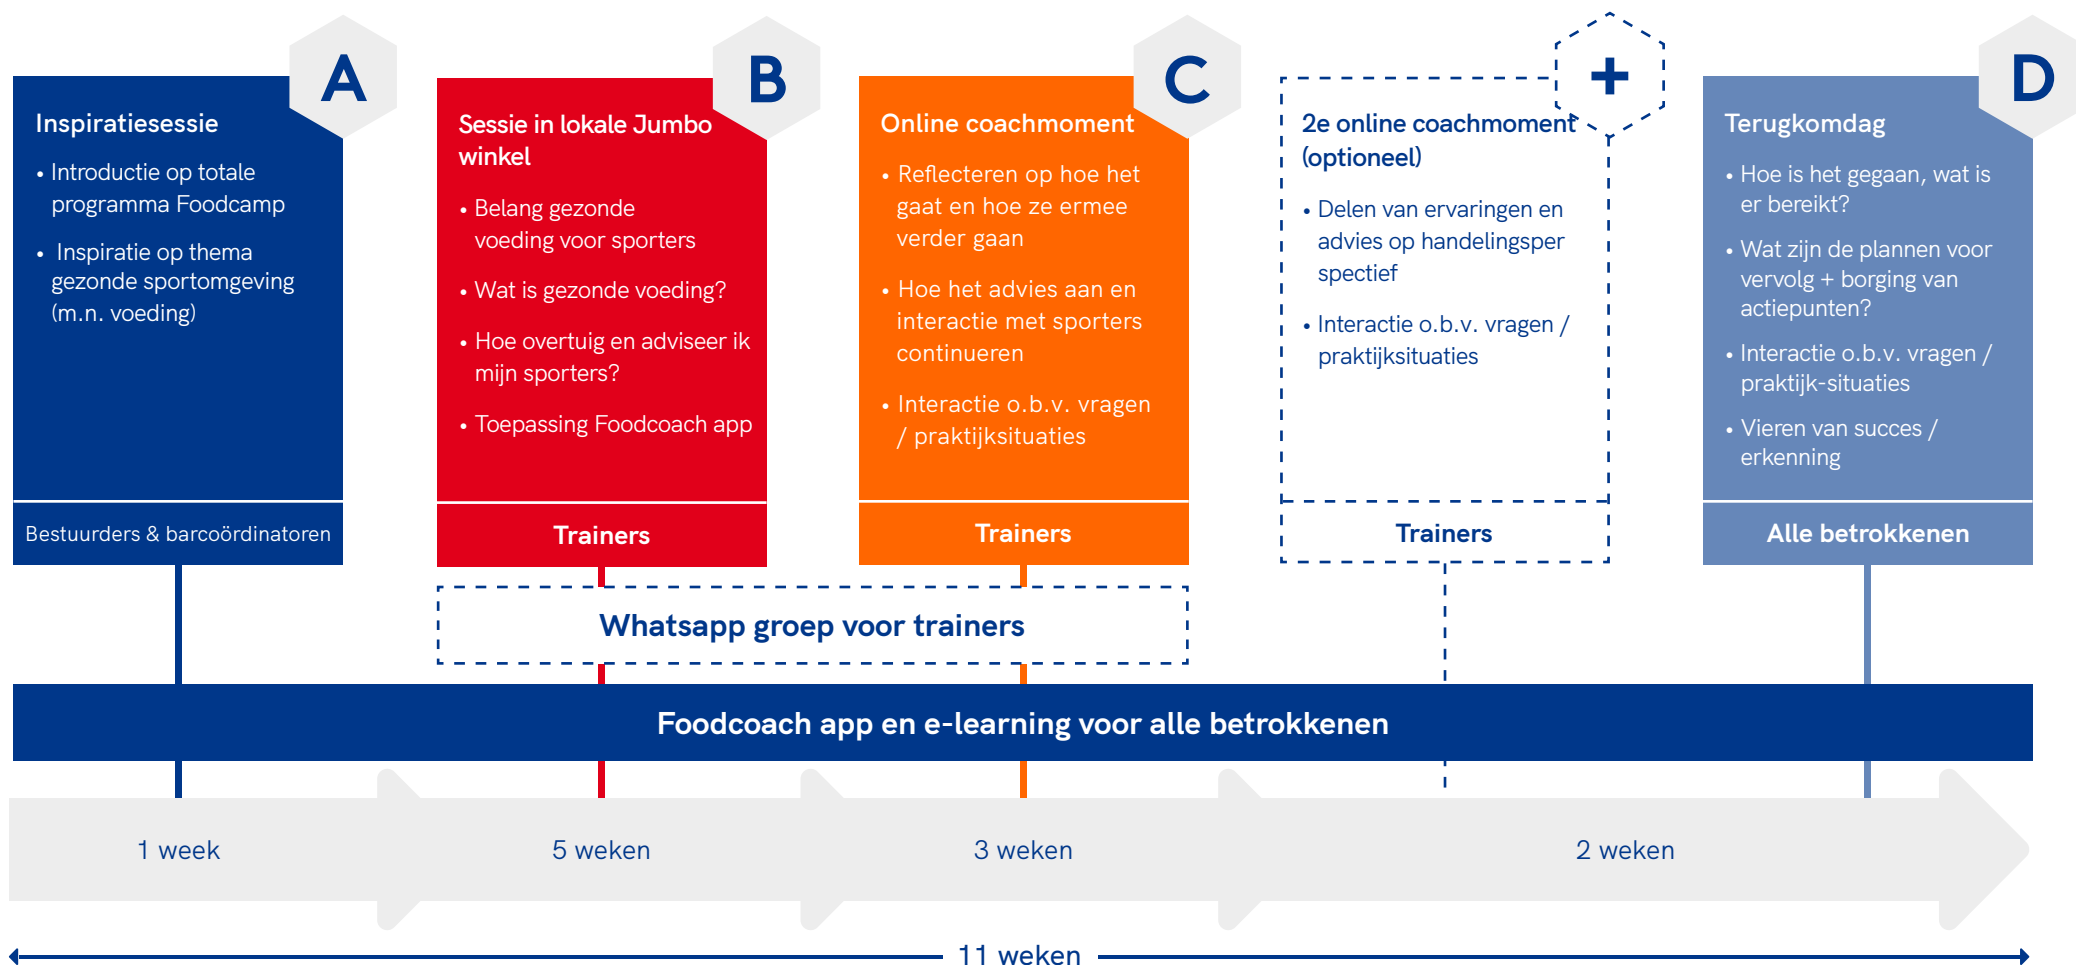 A
Inspiratiesessie
• Introductie op totale
programma Foodcamp
• Inspiratie op thema
gezonde sportomgeving
(m.n. voeding)
Bestuurders & barcoördinatoren
B
Sessie in lokale Jumbo
winkel
• Belang gezonde
voeding voor sporters
• Wat is gezonde voeding?
• Hoe overtuig en adviseer ik
mijn sporters?
• Toepassing Foodcoach app
Trainers
C
Online coachmoment
• Reflecteren op hoe het
gaat en hoe ze ermee
verder gaan
• Hoe het advies aan en
interactie met sporters
continueren
• Interactie o.b.v. vragen
/ praktijksituaties
Trainers
+
2e online coachmoment
(optioneel)
• Delen van ervaringen en
advies op handelingsper
spectief
• Interactie o.b.v. vragen /
praktijksituaties
Trainers
D
Terugkomdag
• Hoe is het gegaan, wat is
er bereikt?
• Wat zijn de plannen voor
vervolg + borging van
actiepunten?
• Interactie o.b.v. vragen /
praktijk-situaties
• Vieren van succes /
erkenning
Alle betrokkenen
Whatsapp groep voor trainers
Foodcoach app en e-learning voor alle betrokkenen
1 week
5 weken
3 weken
2 weken
11 weken